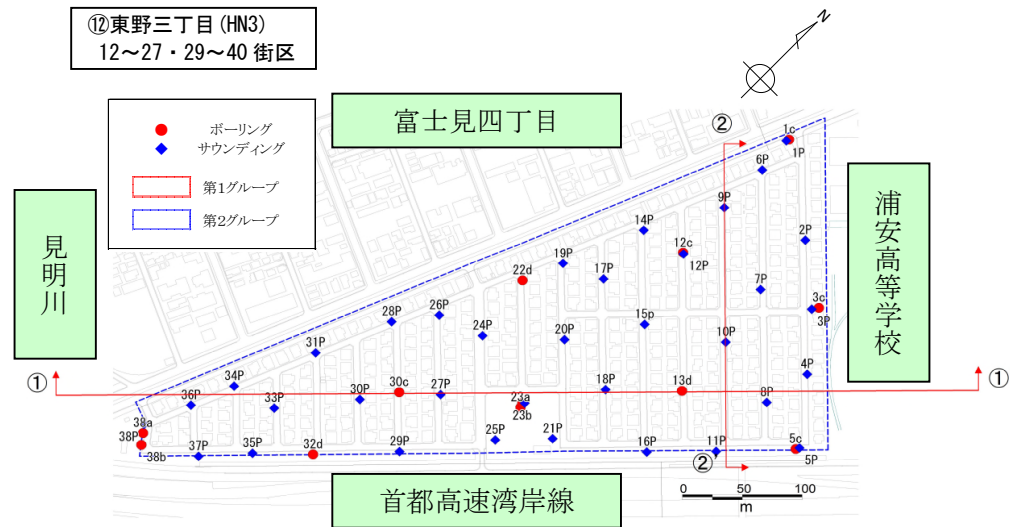 ⑫東野三丁目(HN3)
12～27・29～40 街区
N
ボーリング
サウンディング
第1グループ
第2グループ
富士見四丁目
見明川
浦安高等学校
首都高速湾岸線
②
1c
1P
6P
9P
14P
2P
12c
12P
19P
17P
22d
7P
3c
3P
28P
26P
15p
24P
20P
10P
31P
4P
①
①
34P
36P
33P
30P
30c
27P
18P
13d
8P
23a
23b
38a
38P
38b
37P
35P
32d
29P
25P
21P
16P
11P
②
5c
5P
0 50 100
m